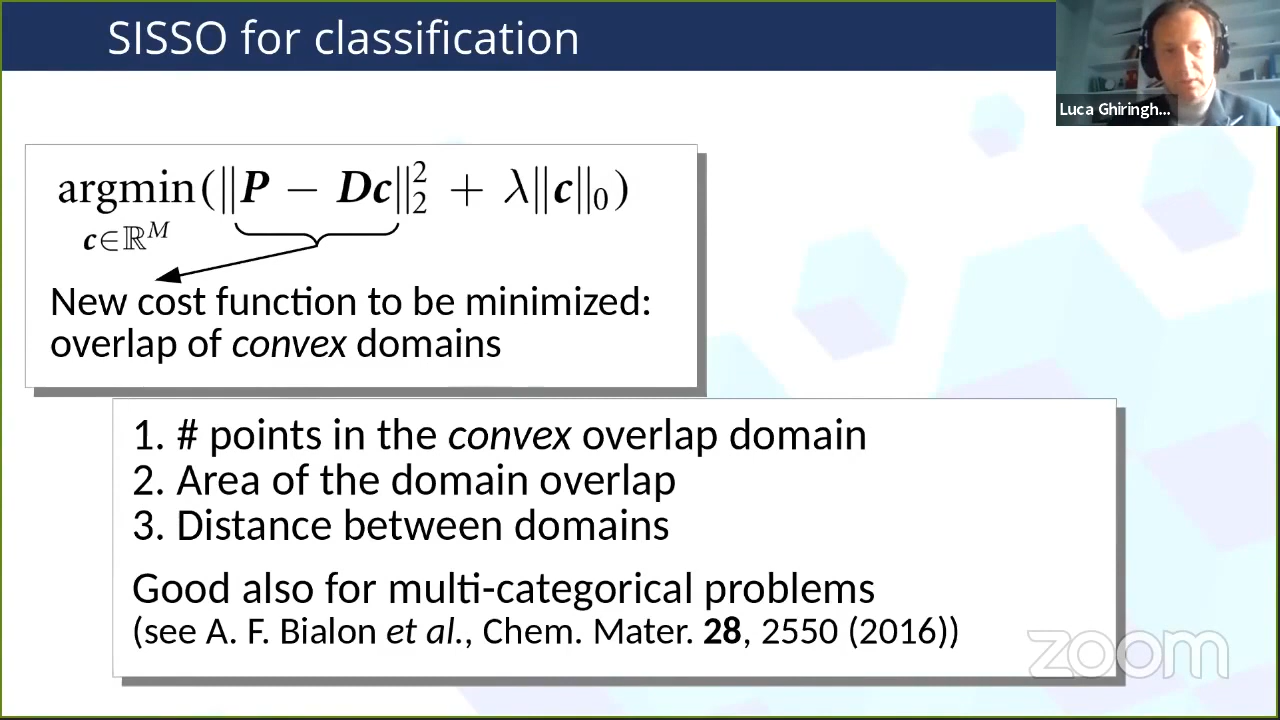 SISSO for classification
Luca Ghiringh...
argmin(‖P − Dc‖₂² + λ‖c‖₀)
c∈ℝᴹ
New cost function to be minimized:
overlap of convex domains
1. # points in the convex overlap domain
2. Area of the domain overlap
3. Distance between domains
Good also for multi-categorical problems
(see A. F. Bialon et al., Chem. Mater. 28, 2550 (2016))
zoom